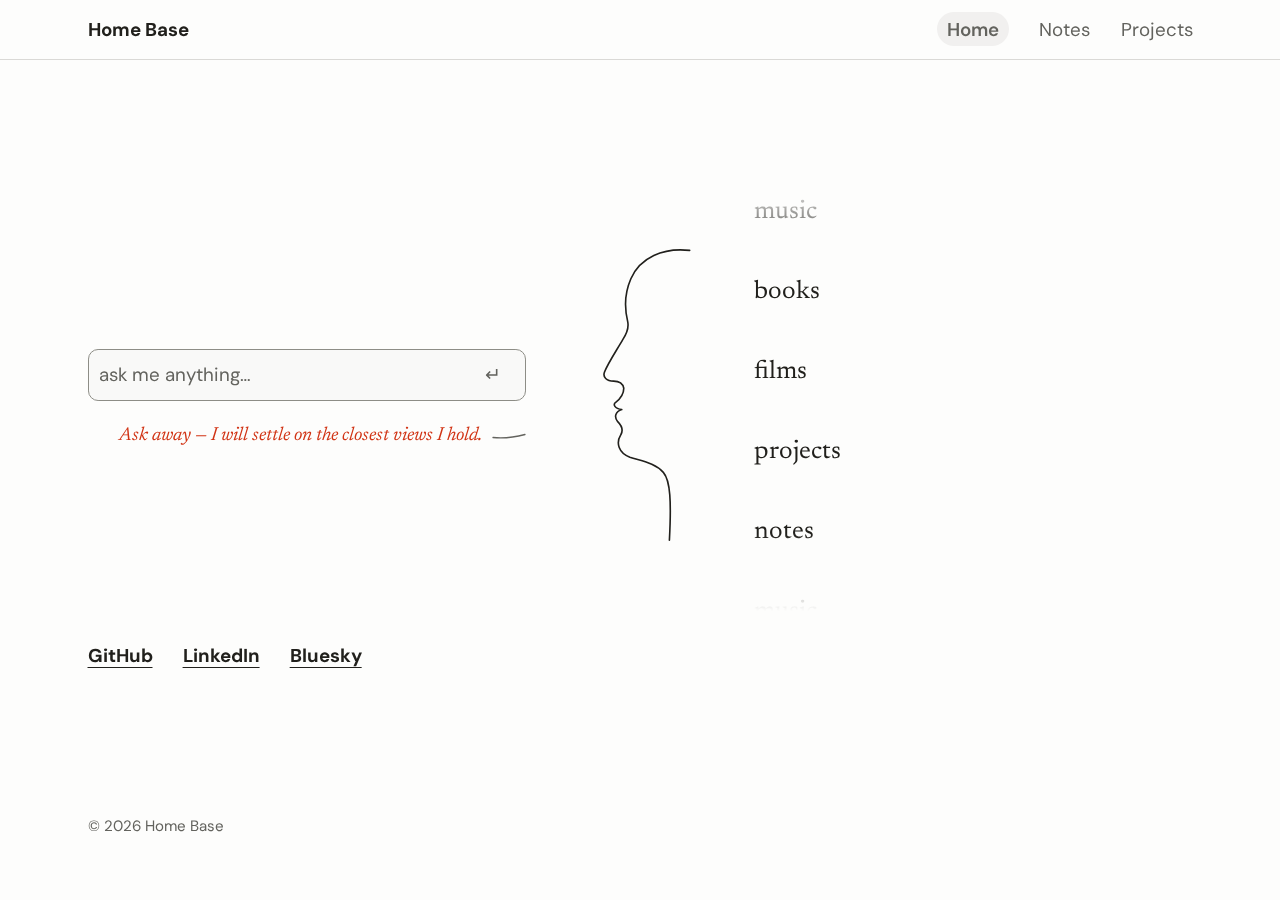 Home Base
Home
Notes
Projects
music
books
films
projects
notes
music
ask me anything...
Ask away – I will settle on the closest views I hold.
GitHub
LinkedIn
Bluesky
© 2026 Home Base